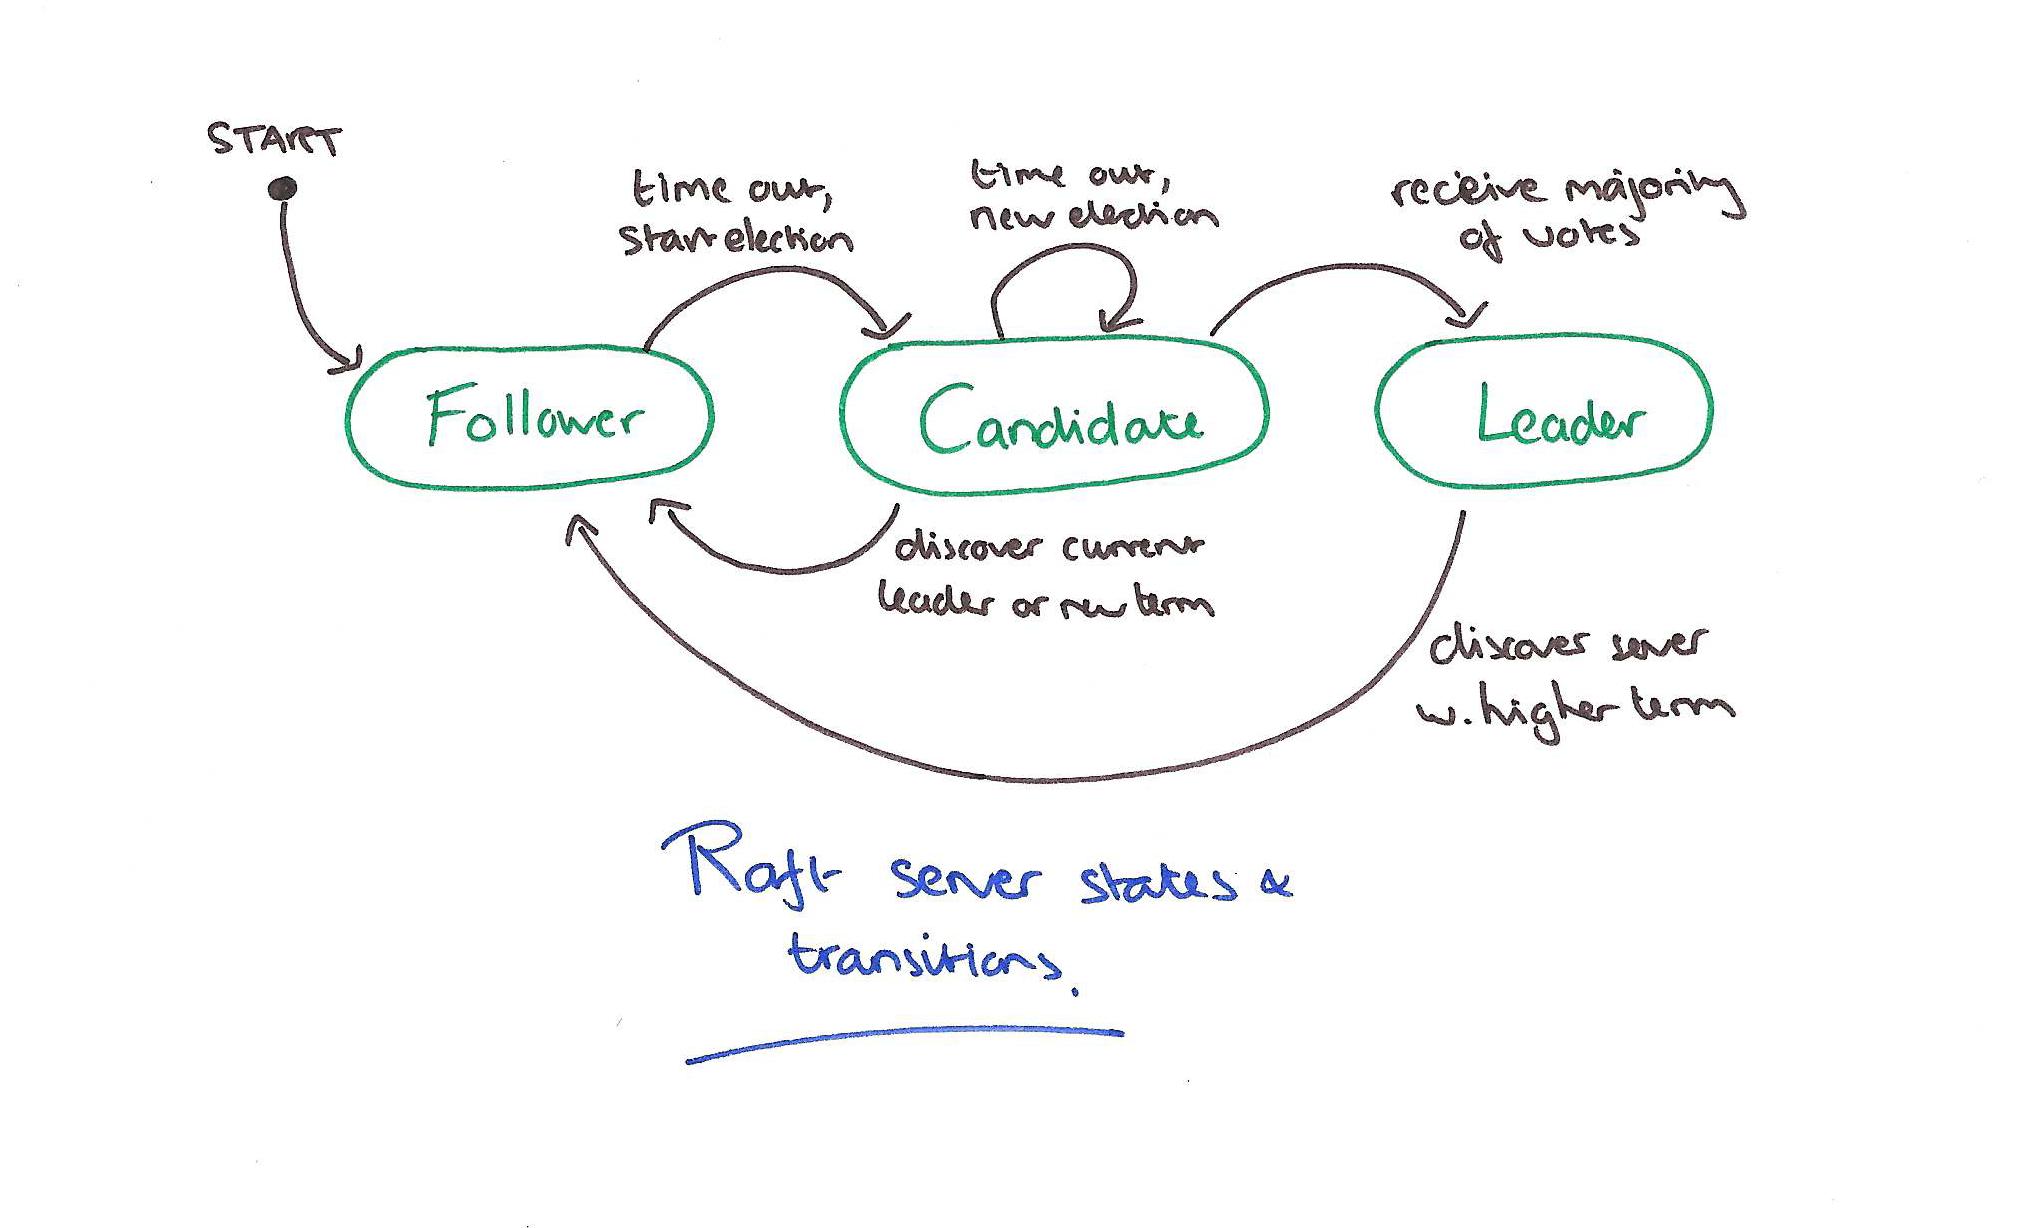 START
time out,
start election
time out,
new election
receive majority
of votes
Follower
Candidate
Leader
discover current
leader or new term
discover server
w. higher term
Raft server states &
transitions.